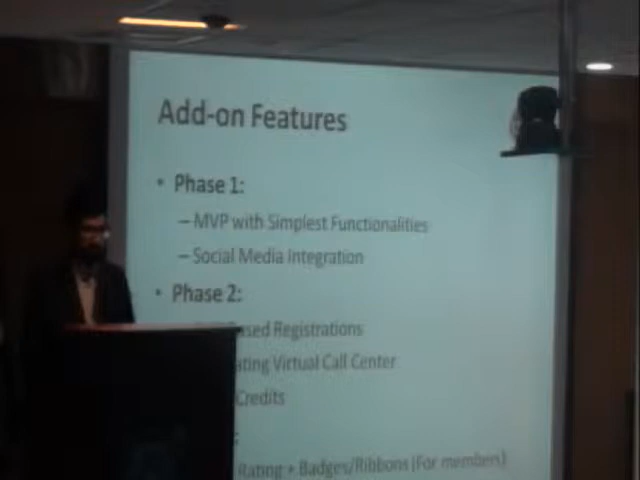 Add-on Features
• Phase 1:
– MVP with Simplest Functionalities
– Social Media Integration
• Phase 2:
Registrations
Virtual Call Center
Credits
:
Rating + Badges/Ribbons (For members)